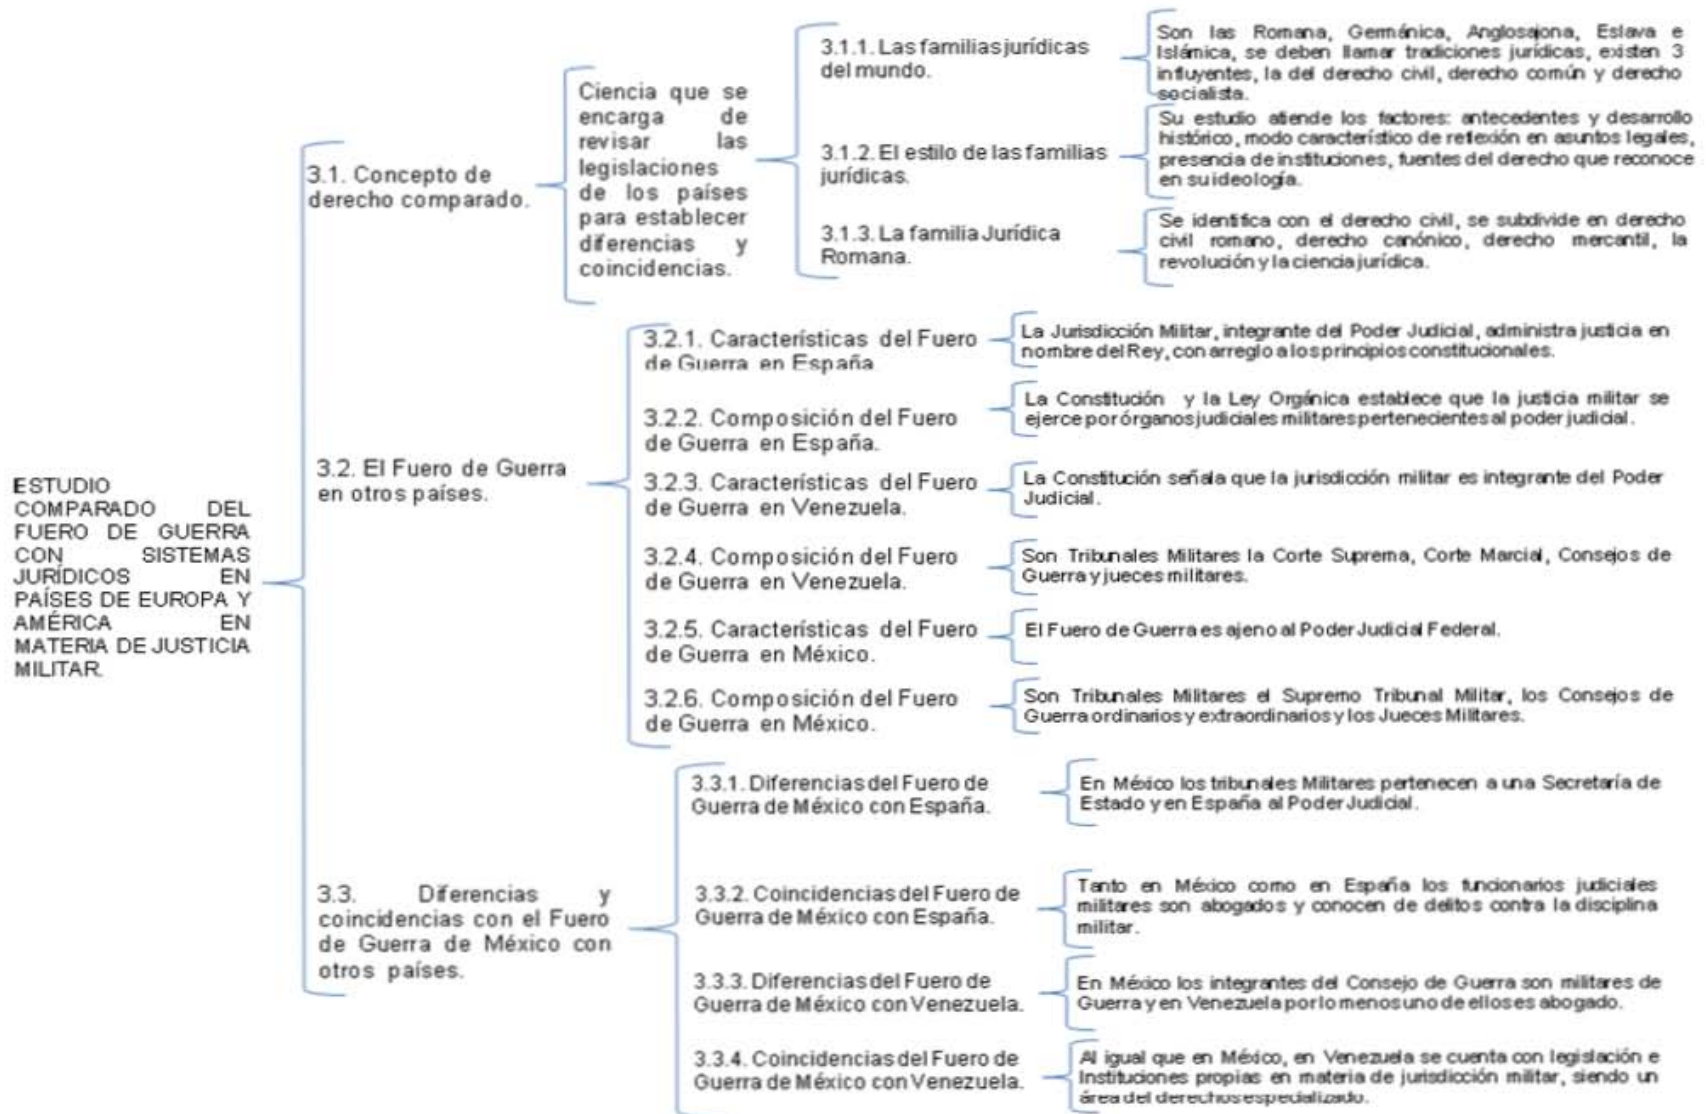 ESTUDIO
COMPARADO DEL
FUERO DE GUERRA
CON SISTEMAS
JURÍDICOS EN
PAÍSES DE EUROPA Y
AMÉRICA EN
MATERIA DE JUSTICIA
MILITAR.
3.1. Concepto de
derecho comparado.
Ciencia que se
encarga de
revisar las
legislaciones
de los países
para establecer
diferencias y
coincidencias.
3.1.1. Las familias jurídicas
del mundo.
Son las Romana, Germánica, Anglosajona, Eslava e
Islámica, se deben llamar tradiciones jurídicas, existen 3
influyentes, la del derecho civil, derecho común y derecho
socialista.
3.1.2. El estilo de las familias
jurídicas.
Su estudio atiende los factores: antecedentes y desarrollo
histórico, modo característico de reflexión en asuntos legales,
presencia de instituciones, fuentes del derecho que reconoce
en su ideología.
3.1.3. La familia Jurídica
Romana.
Se identifica con el derecho civil, se subdivide en derecho
civil romano, derecho canónico, derecho mercantil, la
revolución y la ciencia jurídica.
3.2. El Fuero de Guerra
en otros países.
3.2.1. Características del Fuero
de Guerra en España
La Jurisdicción Militar, integrante del Poder Judicial, administra justicia en
nombre del Rey, con arreglo a los principios constitucionales.
3.2.2. Composición del Fuero
de Guerra en España.
La Constitución y la Ley Orgánica establece que la justicia militar se
ejerce por órganos judiciales militares pertenecientes al poder judicial.
3.2.3. Características del Fuero
de Guerra en Venezuela.
La Constitución señala que la jurisdicción militar es integrante del Poder
Judicial.
3.2.4. Composición del Fuero
de Guerra en Venezuela.
Son Tribunales Militares la Corte Suprema, Corte Marcial, Consejos de
Guerra y jueces militares.
3.2.5. Características del Fuero
de Guerra en México.
El Fuero de Guerra es ajeno al Poder Judicial Federal.
3.2.6. Composición del Fuero
de Guerra en México.
Son Tribunales Militares el Supremo Tribunal Militar, los Consejos de
Guerra ordinarios y extraordinarios y los Jueces Militares.
3.3. Diferencias y
coincidencias con el Fuero
de Guerra de México con
otros países.
3.3.1. Diferencias del Fuero de
Guerra de México con España.
En México los tribunales Militares pertenecen a una Secretaría de
Estado y en España al Poder Judicial.
3.3.2. Coincidencias del Fuero de
Guerra de México con España.
Tanto en México como en España los funcionarios judiciales
militares son abogados y conocen de delitos contra la disciplina
militar.
3.3.3. Diferencias del Fuero de
Guerra de México con Venezuela.
En México los integrantes del Consejo de Guerra son militares de
Guerra y en Venezuela por lo menos uno de ellos es abogado.
3.3.4. Coincidencias del Fuero de
Guerra de México con Venezuela.
Al igual que en México, en Venezuela se cuenta con legislación e
Instituciones propias en materia de jurisdicción militar, siendo un
área del derechos especializado.